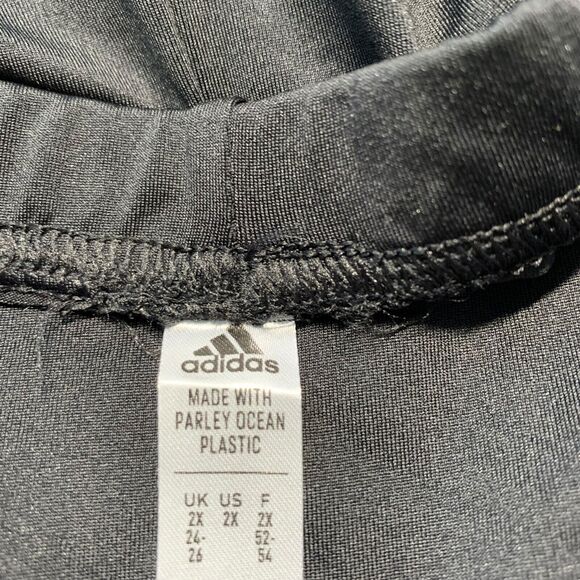 adidas
MADE WITH
PARLEY OCEAN
PLASTIC
UK US F
2X 2X 2X
24- 52-
26 54